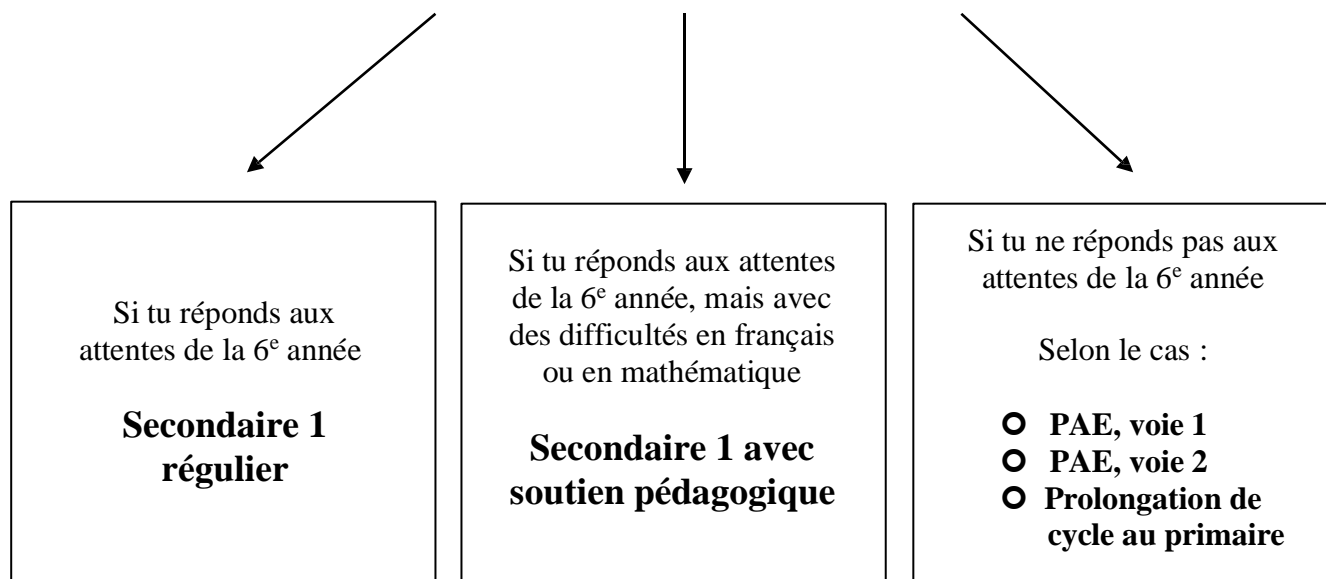 Si tu réponds aux
attentes de la 6e année
Secondaire 1
régulier
Si tu réponds aux attentes
de la 6e année, mais avec
des difficultés en français
ou en mathématique
Secondaire 1 avec
soutien pédagogique
Si tu ne réponds pas aux
attentes de la 6e année
Selon le cas :
PAE, voie 1
PAE, voie 2
Prolongation de
cycle au primaire